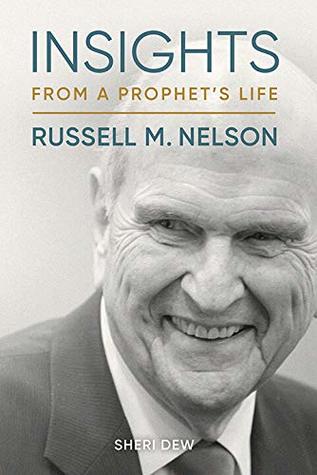 INSIGHTS
FROM A PROPHET'S LIFE
RUSSELL M. NELSON
SHERI DEW